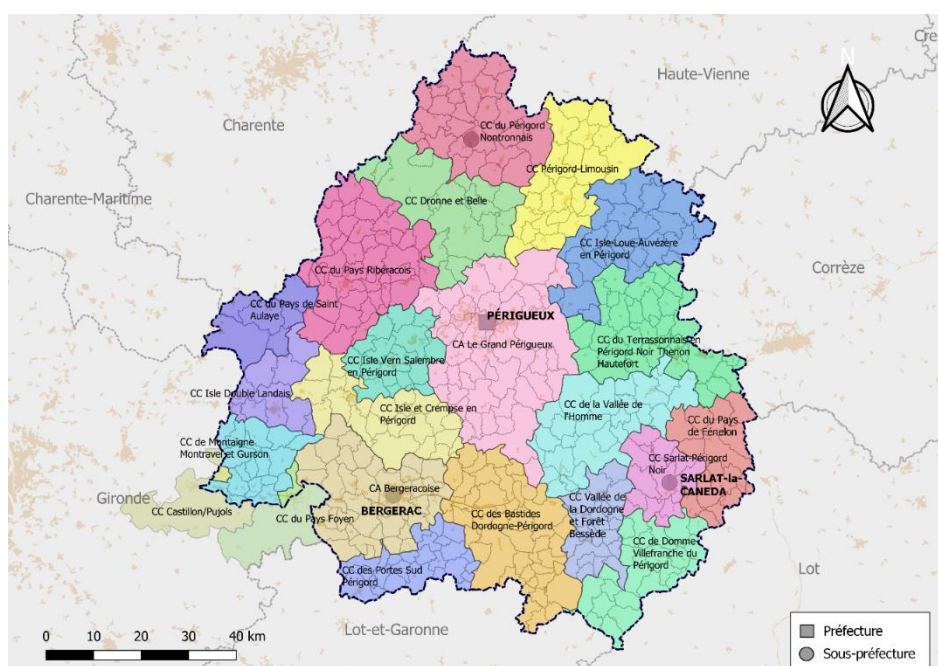 Cre
N
Haute-Vienne
Charente
CC du Périgord
Nontronnais
CC Périgord-Limousin
Charente-Maritime
CC Dronne et Belle
CC Isle-Loue-Auvézère
en Périgord
Corrèze
CC du Pays Ribéracois
CC du Pays de Saint
Aulaye
PÉRIGUEUX
CA Le Grand Périgueux
CC du Terrassonnais en
Périgord Noir Thenon
Hautefort
CC Isle Vern Salembre
en Périgord
CC Isle Double Landais
CC Isle et Crempse en
Périgord
CC de la Vallée de
l'Homme
CC du Pays
de Fénelon
CC de Montaigne
Montravel et Gurson
CC Sarlat-Périgord
Noir
SARLAT-la-
CANEDA
Gironde
CC Castillon/Pujols
CC du Pays Foyen
CA Bergeracoise
BERGERAC
CC des Bastides
Dordogne-Périgord
CC Vallée de
la Dordogne
et Forêt
Bessède
CC de Domme
Villefranche du
Périgord
CC des Portes Sud
Périgord
Lot
Lot-et-Garonne
0 10 20 30 40 km
Préfecture
Sous-préfecture